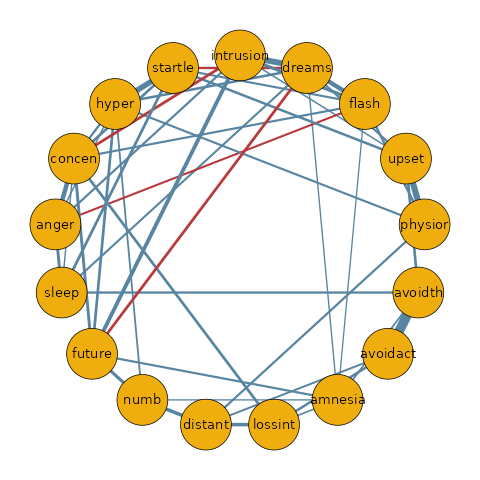 intrusion
dreams
flash
upset
physior
avoidth
avoidact
amnesia
lossint
distant
numb
future
sleep
anger
concen
hyper
startle